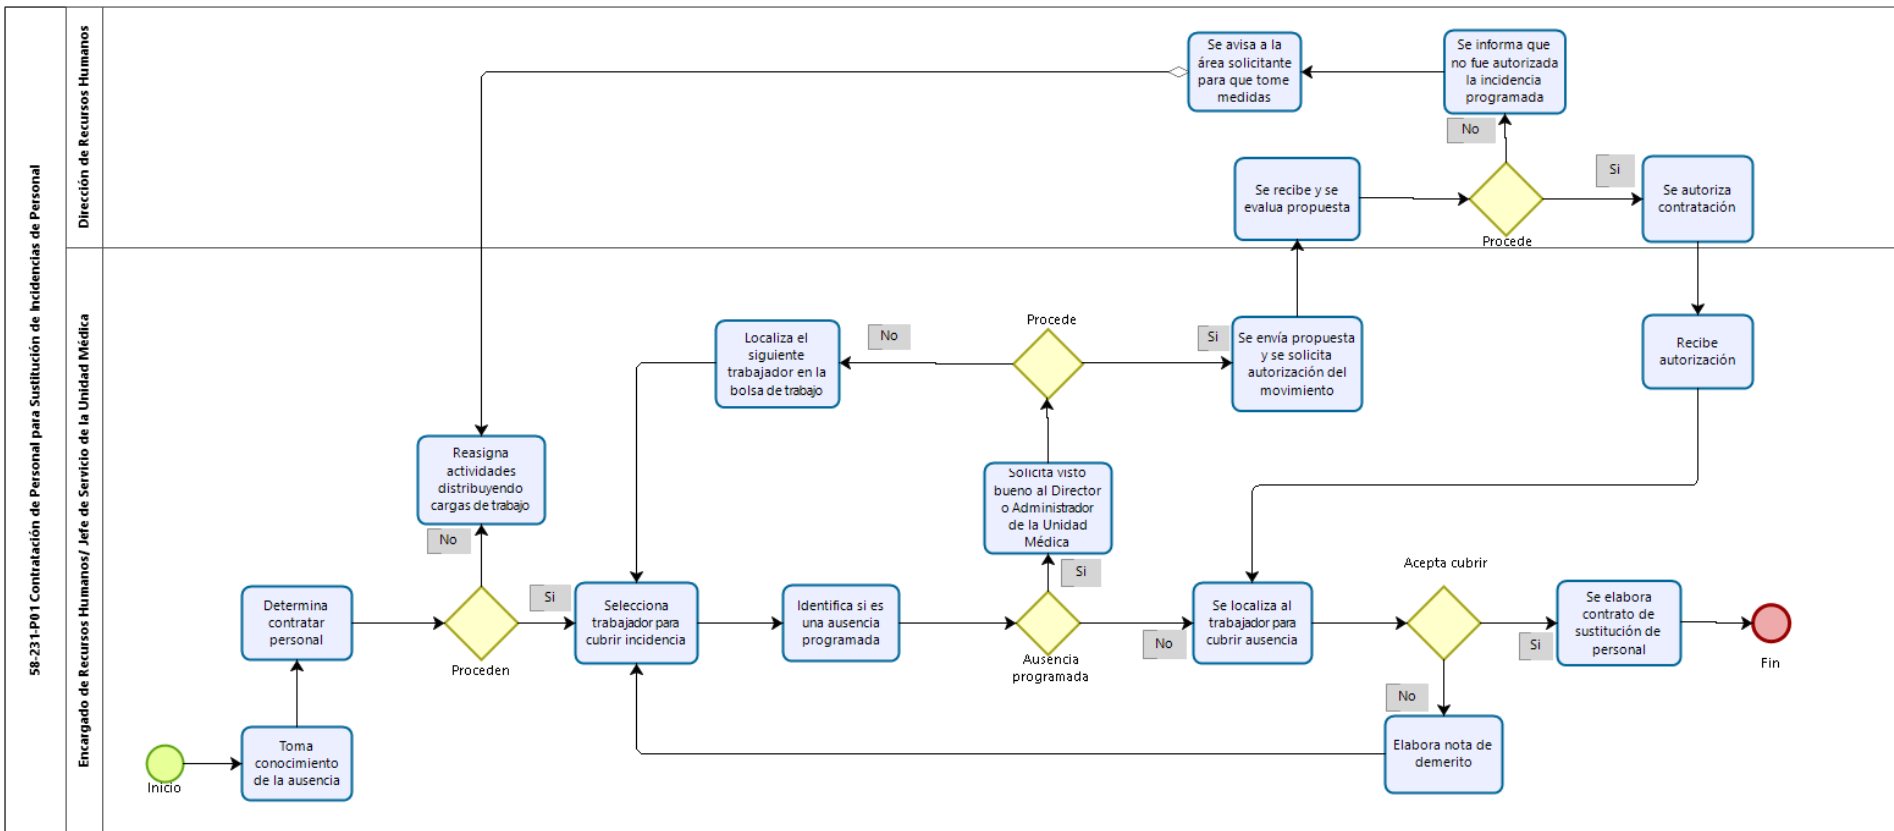 58-231-P01 Contratación de Personal para Sustitución de Incidencias de Personal
Dirección de Recursos Humanos
Se avisa a la
área solicitante
para que tome
medidas
Se informa que
no fue autorizada
la incidencia
programada
No
Se recibe y se
evalua propuesta
Procede
Si
Se autoriza
contratación
Encargado de Recursos Humanos/ Jefe de Servicio de la Unidad Médica
Localiza el
siguiente
trabajador en la
bolsa de trabajo
No
Procede
Si
Se envía propuesta
y se solicita
autorización del
movimiento
Recibe
autorización
Reasigna
actividades
distribuyendo
cargas de trabajo
No
Solicita visto
bueno al Director
o Administrador
de la Unidad
Médica
Si
Determina
contratar
personal
Proceden
Si
Selecciona
trabajador para
cubrir incidencia
Identifica si es
una ausencia
programada
Ausencia
programada
No
Se localiza al
trabajador para
cubrir ausencia
Acepta cubrir
Si
Se elabora
contrato de
sustitución de
personal
Fin
No
Elabora nota de
demerito
Inicio
Toma
conocimiento
de la ausencia